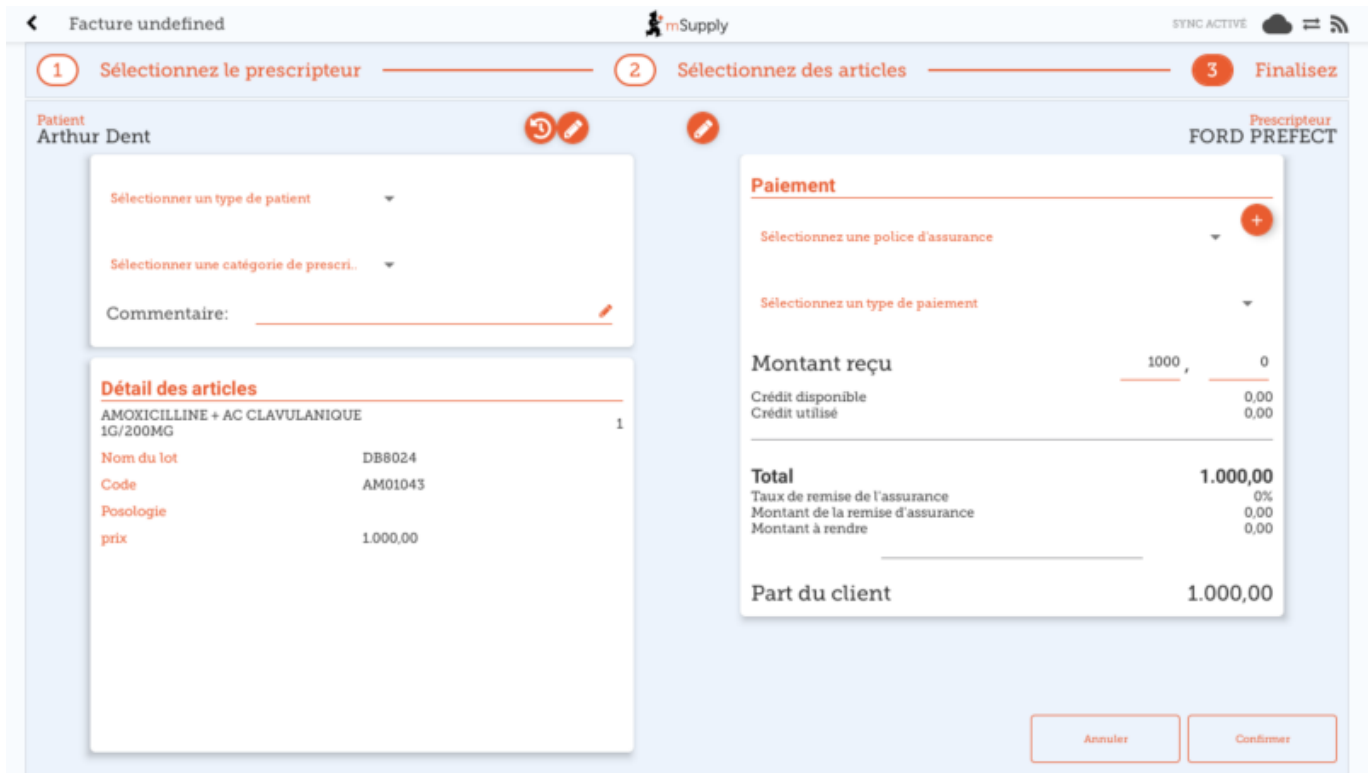 Facture undefined
mSupply
SYNC ACTIVÉ
1 Sélectionnez le prescripteur
2 Sélectionnez des articles
3 Finalisez
Patient
Arthur Dent
Prescripteur
FORD PREFECT
Sélectionner un type de patient
Sélectionner une catégorie de prescri..
Commentaire:
Détail des articles
AMOXICILLINE + AC CLAVULANIQUE 1
1G/200MG
Nom du lot DB8024
Code AM01043
Posologie
prix 1.000,00
Paiement
+
Sélectionnez une police d'assurance
Sélectionnez un type de paiement
Montant reçu 1000 , 0
Crédit disponible 0,00
Crédit utilisé 0,00
Total 1.000,00
Taux de remise de l'assurance 0%
Montant de la remise d'assurance 0,00
Montant à rendre 0,00
Part du client 1.000,00
Annuler
Confirmer